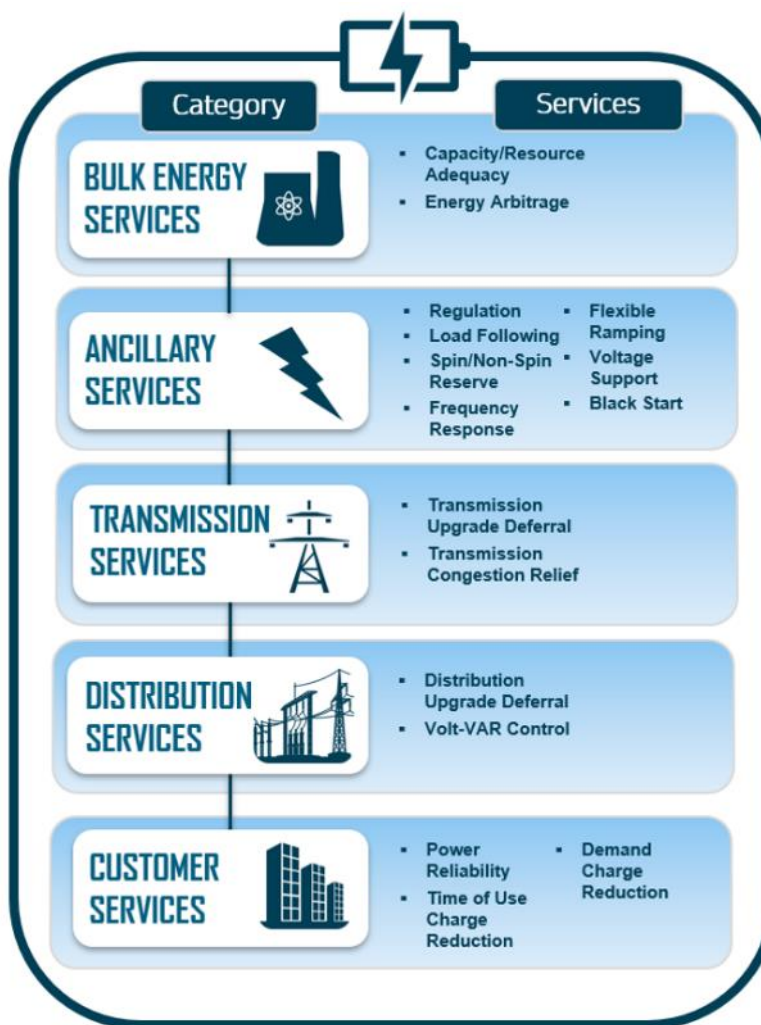 Category
Services
BULK ENERGY
SERVICES
▪ Capacity/Resource
Adequacy
▪ Energy Arbitrage
ANCILLARY
SERVICES
▪ Regulation
▪ Load Following
▪ Spin/Non-Spin
Reserve
▪ Frequency
Response
▪ Flexible
Ramping
▪ Voltage
Support
▪ Black Start
TRANSMISSION
SERVICES
▪ Transmission
Upgrade Deferral
▪ Transmission
Congestion Relief
DISTRIBUTION
SERVICES
▪ Distribution
Upgrade Deferral
▪ Volt-VAR Control
CUSTOMER
SERVICES
▪ Power
Reliability
▪ Time of Use
Charge
Reduction
▪ Demand
Charge
Reduction